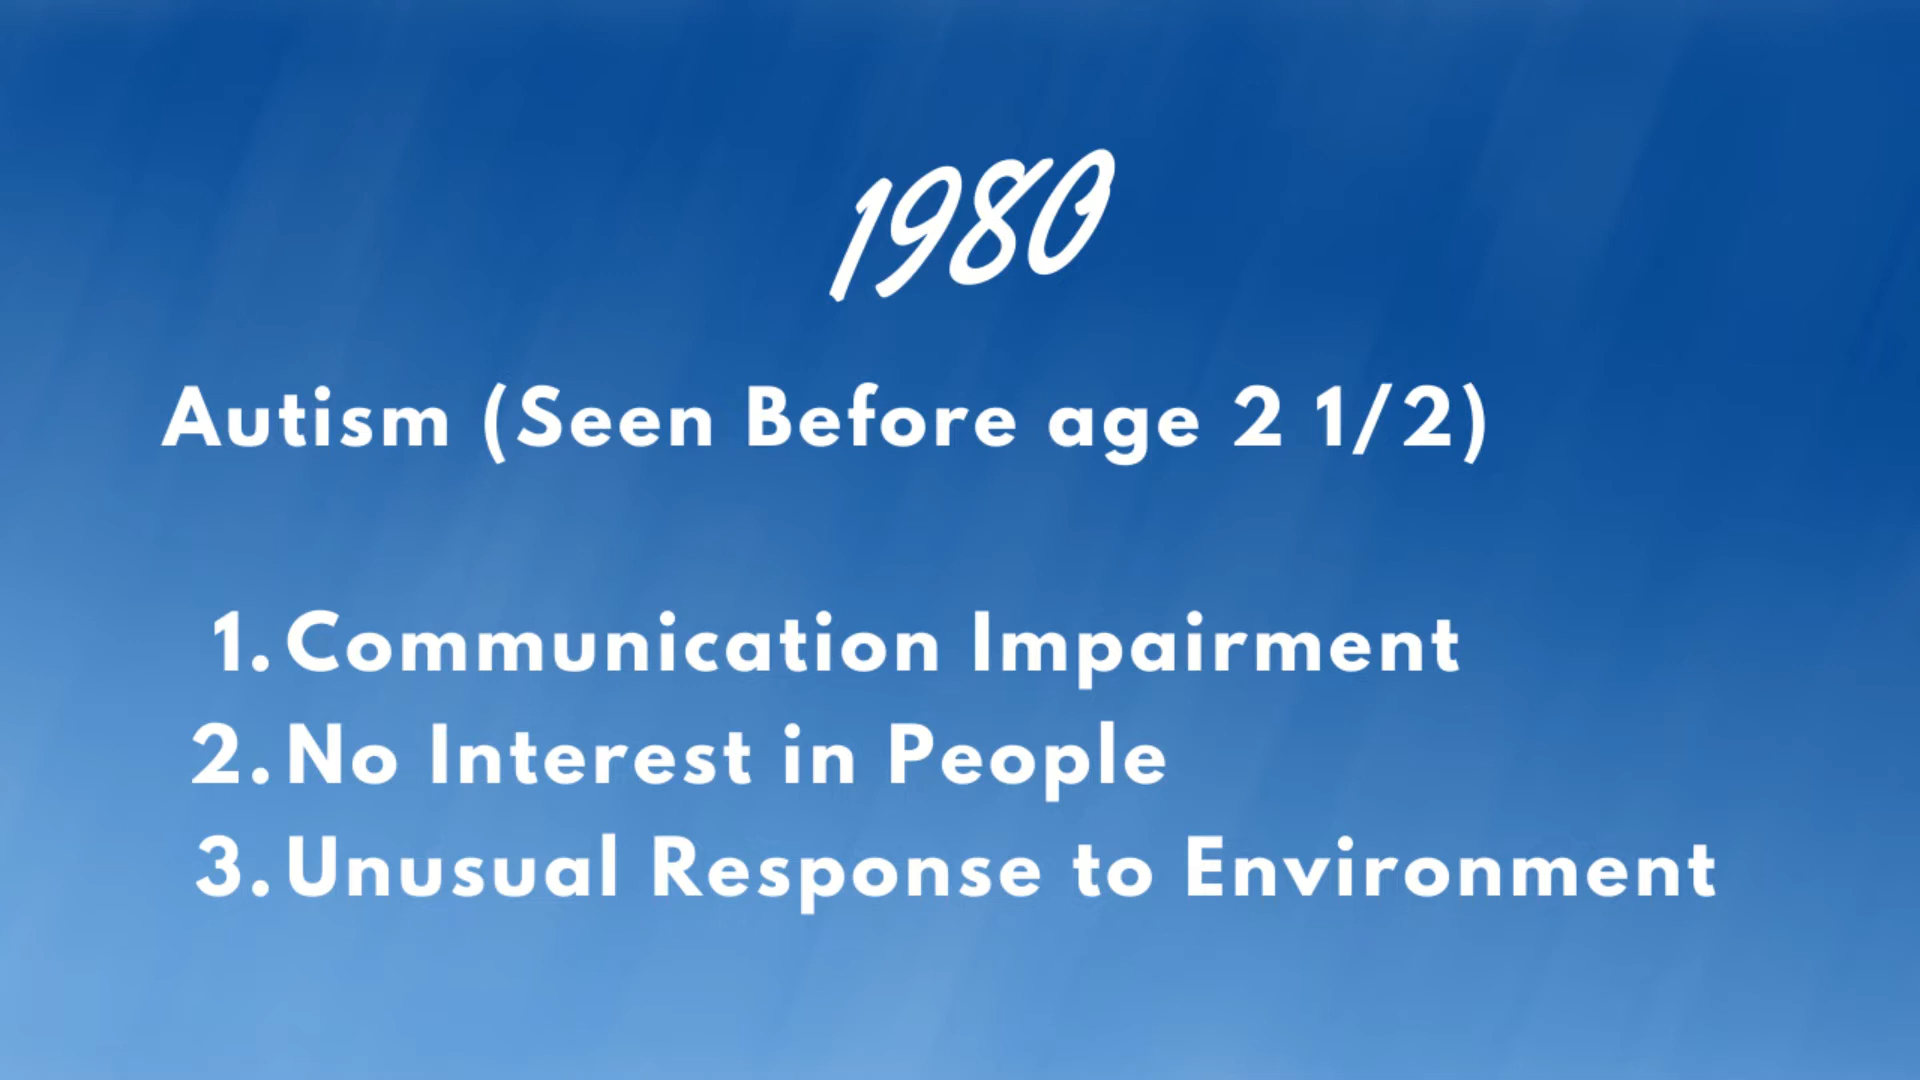 1980
Autism (Seen Before age 2 1/2)
1. Communication Impairment
2. No Interest in People
3. Unusual Response to Environment